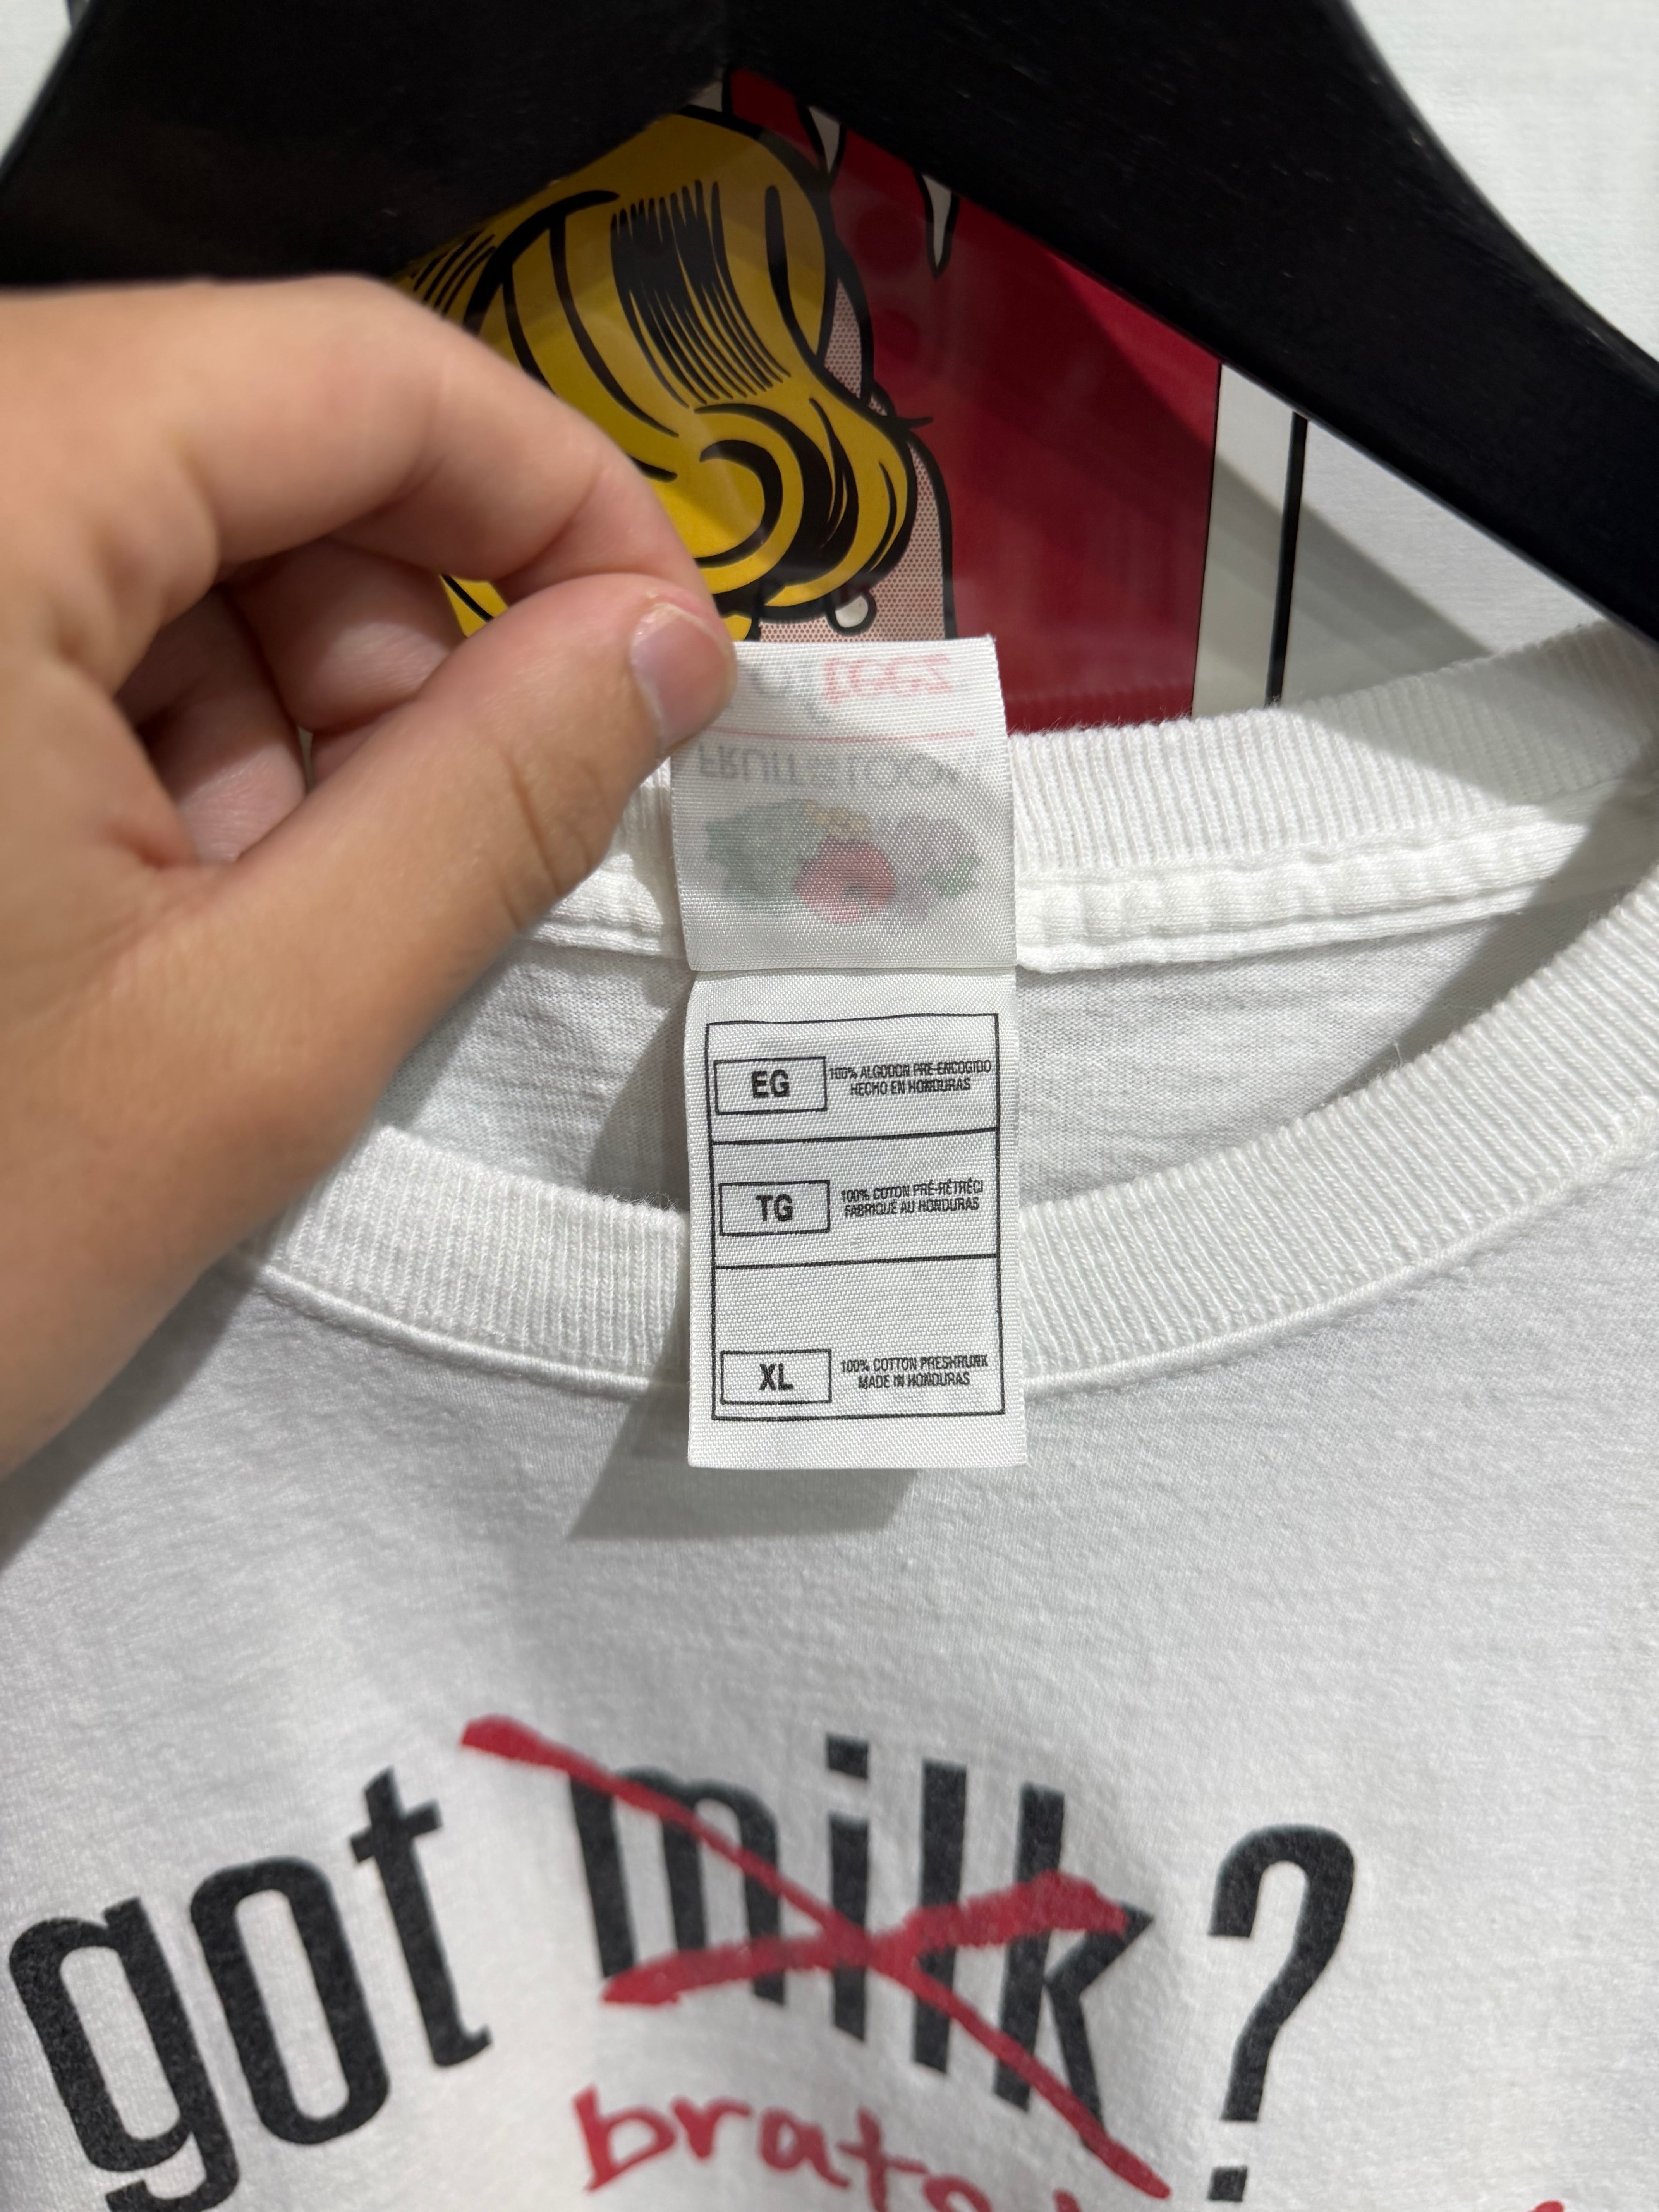 FRUIT OF THE LOOM
EG
100% ALGODON PRE-ENCOGIDO
HECHO EN HONDURAS
TG
100% COTON PRÉ-RÉTRÉCI
FABRIQUÉ AU HONDURAS
XL
100% COTTON PRESHRUNK
MADE IN HONDURAS
got milk?